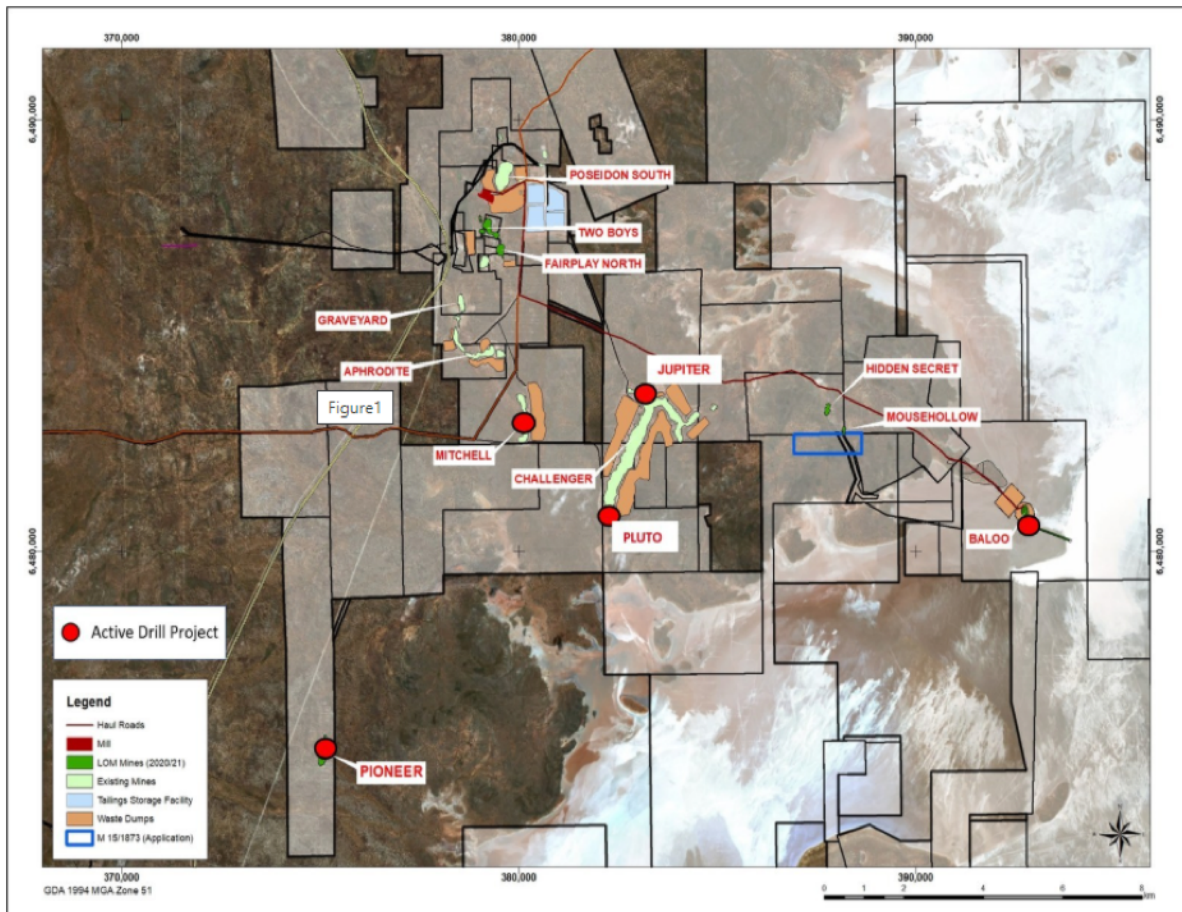 370,000
380,000
390,000
6,490,000
6,490,000
POSEIDON SOUTH
TWO BOYS
FAIRPLAY NORTH
GRAVEYARD
APHRODITE
JUPITER
HIDDEN SECRET
Figure1
MOUSEHOLLOW
MITCHELL
CHALLENGER
PLUTO
BALOO
6,480,000
6,480,000
Active Drill Project
PIONEER
Legend
Haul Roads
Mill
LOM Mines (2020/21)
Existing Mines
Tailings Storage Facility
Waste Dumps
M 15/1873 (Application)
370,000
380,000
390,000
GDA 1994 MGA Zone 51
0 1 2 4 6 8
km